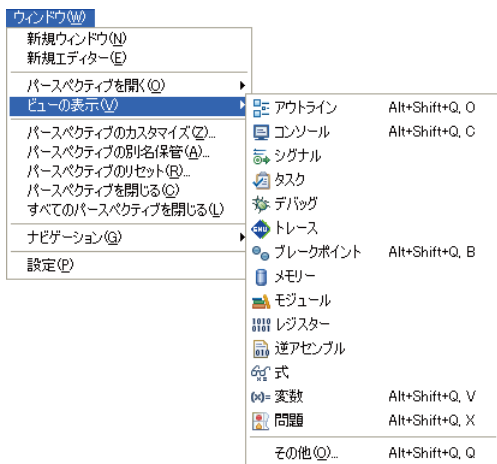 ウィンドウ(W)
新規ウィンドウ(N)
新規エディター(E)
パースペクティブを開く(O)
ビューの表示(V)
パースペクティブのカスタマイズ(Z)...
パースペクティブの別名保管(A)...
パースペクティブのリセット(R)...
パースペクティブを閉じる(C)
すべてのパースペクティブを閉じる(L)
ナビゲーション(G)
設定(P)
アウトライン Alt+Shift+Q, O
コンソール Alt+Shift+Q, C
シグナル
タスク
デバッグ
トレース
ブレークポイント Alt+Shift+Q, B
メモリー
モジュール
レジスター
逆アセンブル
式
変数 Alt+Shift+Q, V
問題 Alt+Shift+Q, X
その他(O)... Alt+Shift+Q, Q